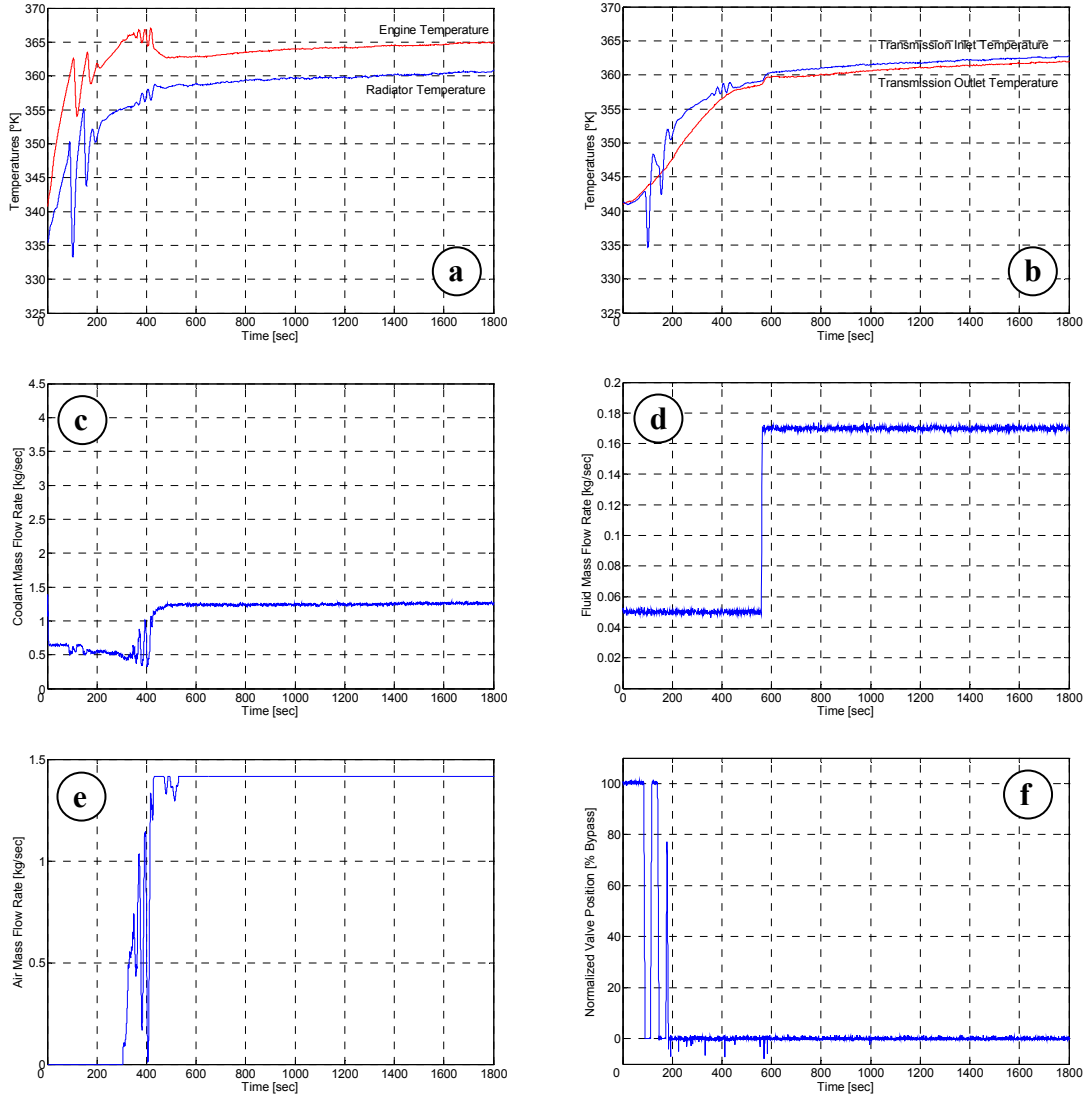 370
365
360
355
350
345
340
335
330
325
Temperatures [ºK]
Engine Temperature
Radiator Temperature
a
0 200 400 600 800 1000 1200 1400 1600 1800
Time [sec]
370
365
360
355
350
345
340
335
330
325
Temperatures [ºK]
Transmission Inlet Temperature
Transmission Outlet Temperature
b
0 200 400 600 800 1000 1200 1400 1600 1800
Time [sec]
4.5
4
3.5
3
2.5
2
1.5
1
0.5
0
Coolant Mass Flow Rate [kg/sec]
c
0 200 400 600 800 1000 1200 1400 1600 1800
Time [sec]
0.2
0.18
0.16
0.14
0.12
0.10
0.08
0.06
0.04
0.02
0
Fluid Mass Flow Rate [kg/sec]
d
0 200 400 600 800 1000 1200 1400 1600 1800
Time [sec]
1.5
1
0.5
0
Air Mass Flow Rate [kg/sec]
e
0 200 400 600 800 1000 1200 1400 1600 1800
Time [sec]
100
80
60
40
20
0
Normalized Valve Position [% Bypass]
f
0 200 400 600 800 1000 1200 1400 1600 1800
Time [sec]